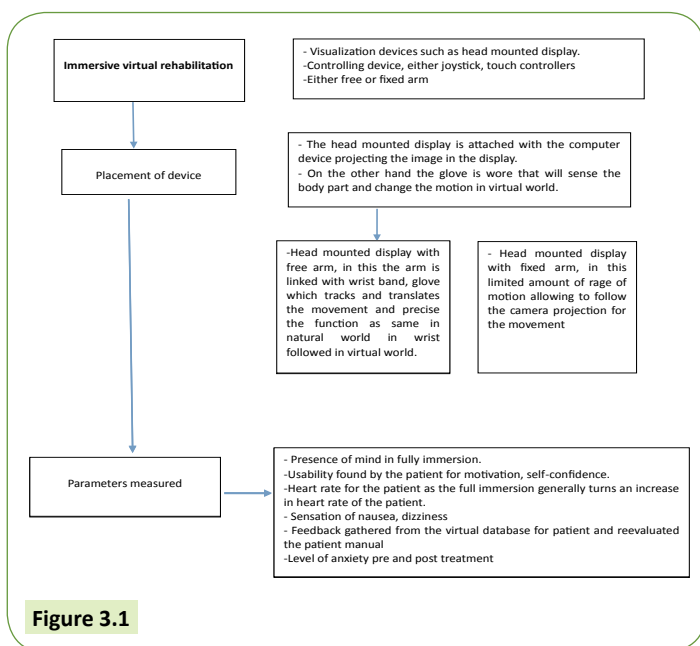 Immersive virtual rehabilitation
- Visualization devices such as head mounted display.
- Controlling device, either joystick, touch controllers
- Either free or fixed arm
Placement of device
- The head mounted display is attached with the computer
device projecting the image in the display.
- On the other hand the glove is wore that will sense the
body part and change the motion in virtual world.
-Head mounted display with
free arm, in this the arm is
linked with wrist band, glove
which tracks and translates
the movement and precise
the function as same in
natural world in wrist
followed in virtual world.
- Head mounted display
with fixed arm, in this
limited amount of rage of
motion allowing to follow
the camera projection for
the movement
Parameters measured
- Presence of mind in fully immersion.
-Usability found by the patient for motivation, self-confidence.
-Heart rate for the patient as the full immersion generally turns an increase
in heart rate of the patient.
- Sensation of nausea, dizziness
- Feedback gathered from the virtual database for patient and reevaluated
the patient manual
-Level of anxiety pre and post treatment
Figure 3.1